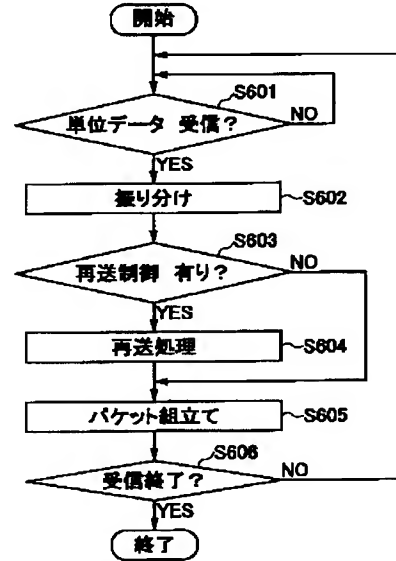 開始
S601
単位データ 受信？
NO
YES
振り分け
S602
S603
再送制御 有り？
NO
YES
再送処理
S604
パケット組立て
S605
S606
受信終了？
NO
YES
終了